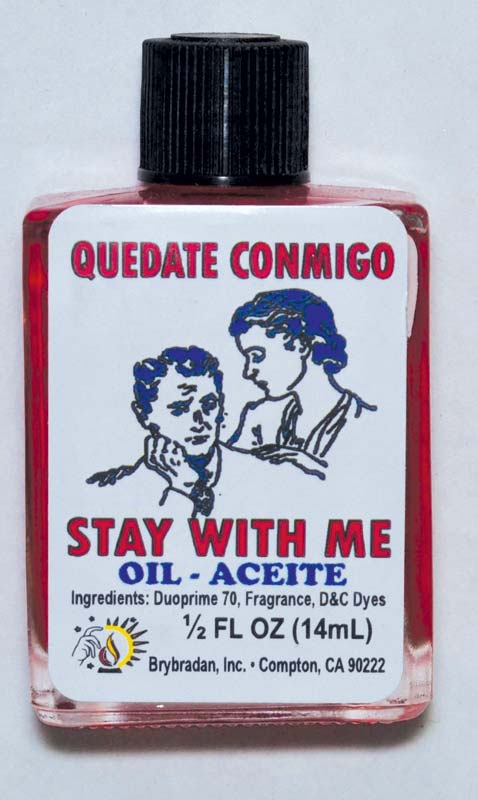 QUEDATE CONMIGO
STAY WITH ME
OIL - ACEITE
Ingredients: Duoprime 70, Fragrance, D&C Dyes
½ FL OZ (14mL)
Brybradan, Inc. • Compton, CA 90222